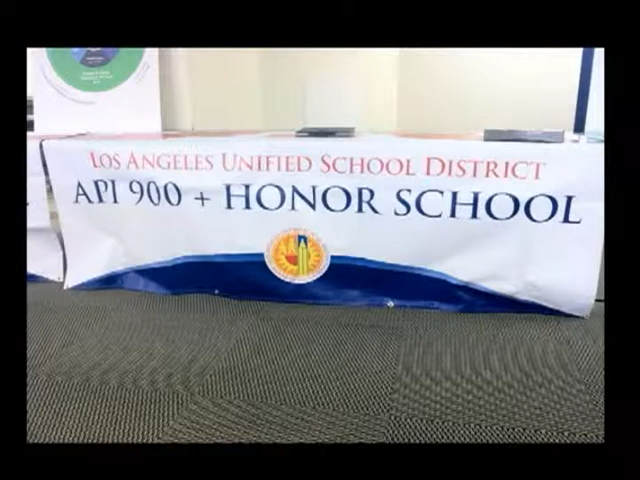 LOS ANGELES UNIFIED SCHOOL DISTRICT
API 900 + HONOR SCHOOL